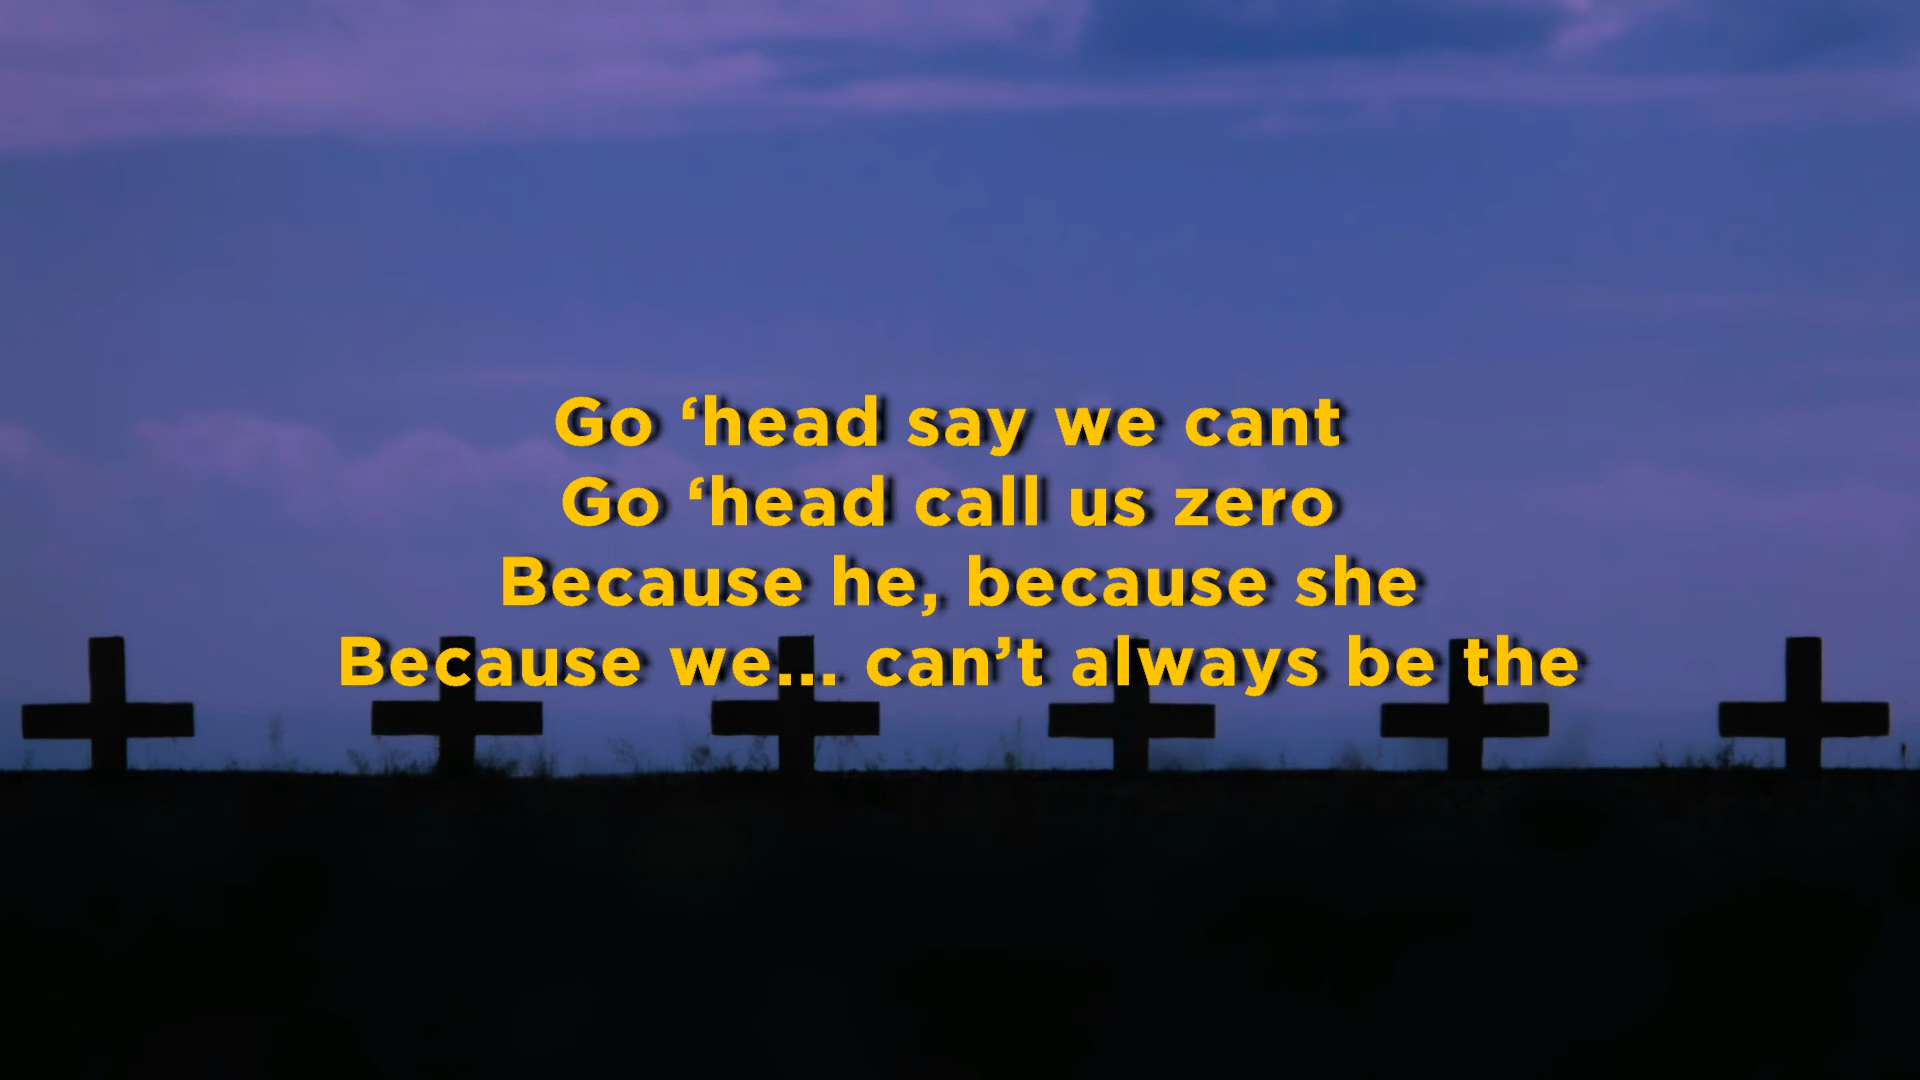 Go ‘head say we cant
Go ‘head call us zero
Because he, because she
Because we... can’t always be the